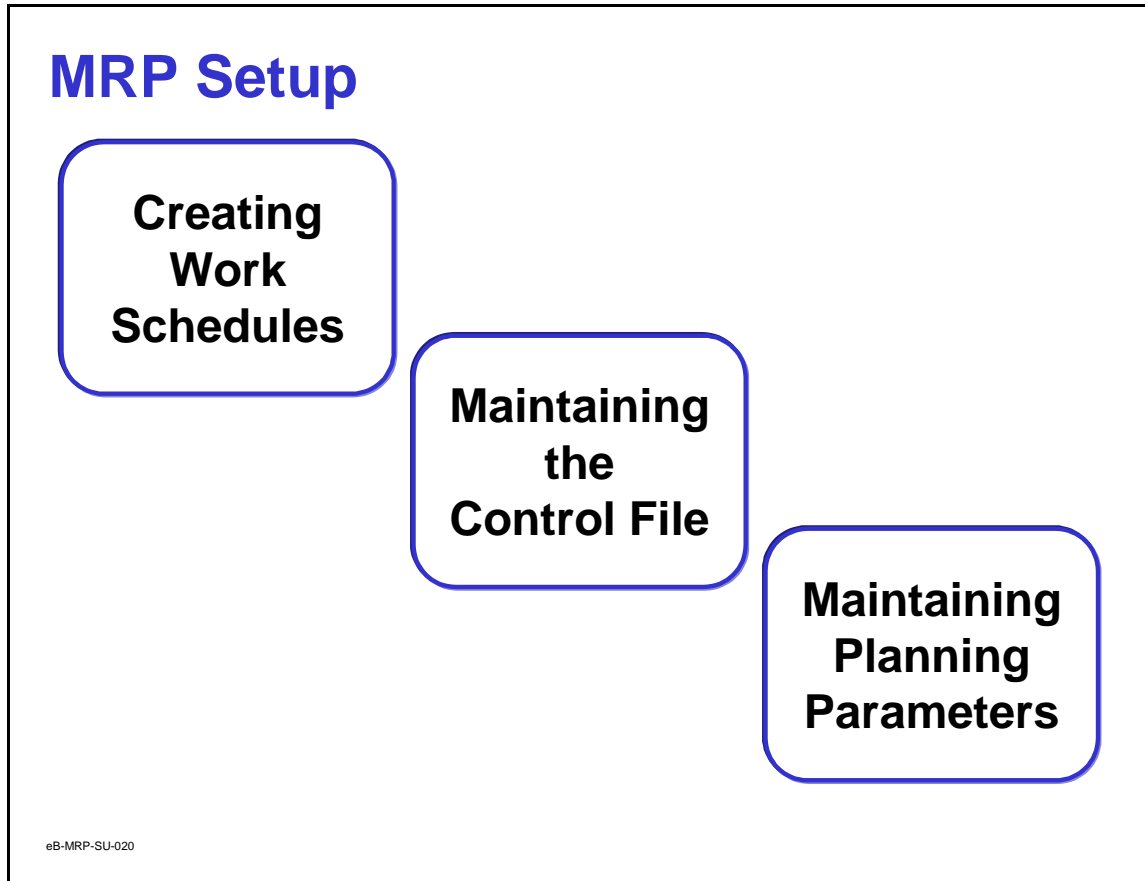 MRP Setup
Creating
Work
Schedules
Maintaining
the
Control File
Maintaining
Planning
Parameters
eB-MRP-SU-020